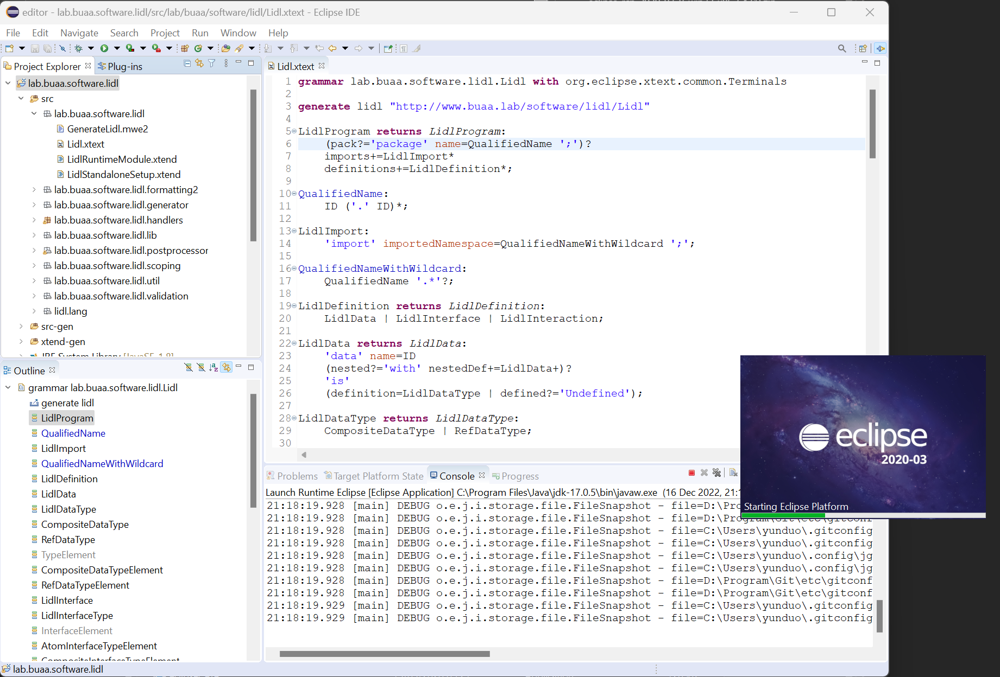 editor - lab.buaa.software.lidl/src/lab/buaa/software/lidl/Lidl.xtext - Eclipse IDE
File Edit Navigate Search Project Run Window Help
Project Explorer
Plug-ins
lab.buaa.software.lidl
src
lab.buaa.software.lidl
GenerateLidl.mwe2
Lidl.xtext
LidlRuntimeModule.xtend
LidlStandaloneSetup.xtend
lab.buaa.software.lidl.formatting2
lab.buaa.software.lidl.generator
lab.buaa.software.lidl.handlers
lab.buaa.software.lidl.lib
lab.buaa.software.lidl.postprocessor
lab.buaa.software.lidl.scoping
lab.buaa.software.lidl.util
lab.buaa.software.lidl.validation
lidl.lang
src-gen
xtend-gen
JRE System Library [JavaSE-1.8]
Outline
grammar lab.buaa.software.lidl.Lidl
generate lidl
LidlProgram
QualifiedName
LidlImport
QualifiedNameWithWildcard
LidlDefinition
LidlData
LidlDataType
CompositeDataType
RefDataType
TypeElement
CompositeDataTypeElement
RefDataTypeElement
LidlInterface
LidlInterfaceType
InterfaceElement
AtomInterfaceTypeElement
CompositeInterfaceTypeElement
lab.buaa.software.lidl
Lidl.xtext
1 grammar lab.buaa.software.lidl.Lidl with org.eclipse.xtext.common.Terminals
2
3 generate lidl "http://www.buaa.lab/software/lidl/Lidl"
4
5 LidlProgram returns LidlProgram:
6 (pack?='package' name=QualifiedName ';')?
7 imports+=LidlImport*
8 definitions+=LidlDefinition*;
9
10 QualifiedName:
11 ID ('.' ID)*;
12
13 LidlImport:
14 'import' importedNamespace=QualifiedNameWithWildcard ';';
15
16 QualifiedNameWithWildcard:
17 QualifiedName '.*'?;
18
19 LidlDefinition returns LidlDefinition:
20 LidlData | LidlInterface | LidlInteraction;
21
22 LidlData returns LidlData:
23 'data' name=ID
24 (nested?='with' nestedDef+=LidlData+)?
25 'is'
26 (definition=LidlDataType | defined?='Undefined');
27
28 LidlDataType returns LidlDataType:
29 CompositeDataType | RefDataType;
30
Problems Target Platform State Console Progress
Launch Runtime Eclipse [Eclipse Application] C:\Program Files\Java\jdk-17.0.5\bin\javaw.exe (16 Dec 2022, 21:1
21:18:19.928 [main] DEBUG o.e.j.i.storage.file.FileSnapshot - file=D:\Pro
21:18:19.928 [main] DEBUG o.e.j.i.storage.file.FileSnapshot - file=D:\Program\Git\etc\gitconf
21:18:19.928 [main] DEBUG o.e.j.i.storage.file.FileSnapshot - file=C:\Users\yunduo\.gitconfig
21:18:19.928 [main] DEBUG o.e.j.i.storage.file.FileSnapshot - file=C:\Users\yunduo\.gitconfig
21:18:19.928 [main] DEBUG o.e.j.i.storage.file.FileSnapshot - file=C:\Users\yunduo\.config\jg
21:18:19.928 [main] DEBUG o.e.j.i.storage.file.FileSnapshot - file=C:\Users\yunduo\.config\jg
21:18:19.928 [main] DEBUG o.e.j.i.storage.file.FileSnapshot - file=D:\Program\Git\etc\gitconf
21:18:19.928 [main] DEBUG o.e.j.i.storage.file.FileSnapshot - file=D:\Program\Git\etc\gitconf
21:18:19.929 [main] DEBUG o.e.j.i.storage.file.FileSnapshot - file=C:\Users\yunduo\.gitconfig
21:18:19.929 [main] DEBUG o.e.j.i.storage.file.FileSnapshot - file=C:\Users\yunduo\.gitconfig
eclipse
2020-03
Starting Eclipse Platform